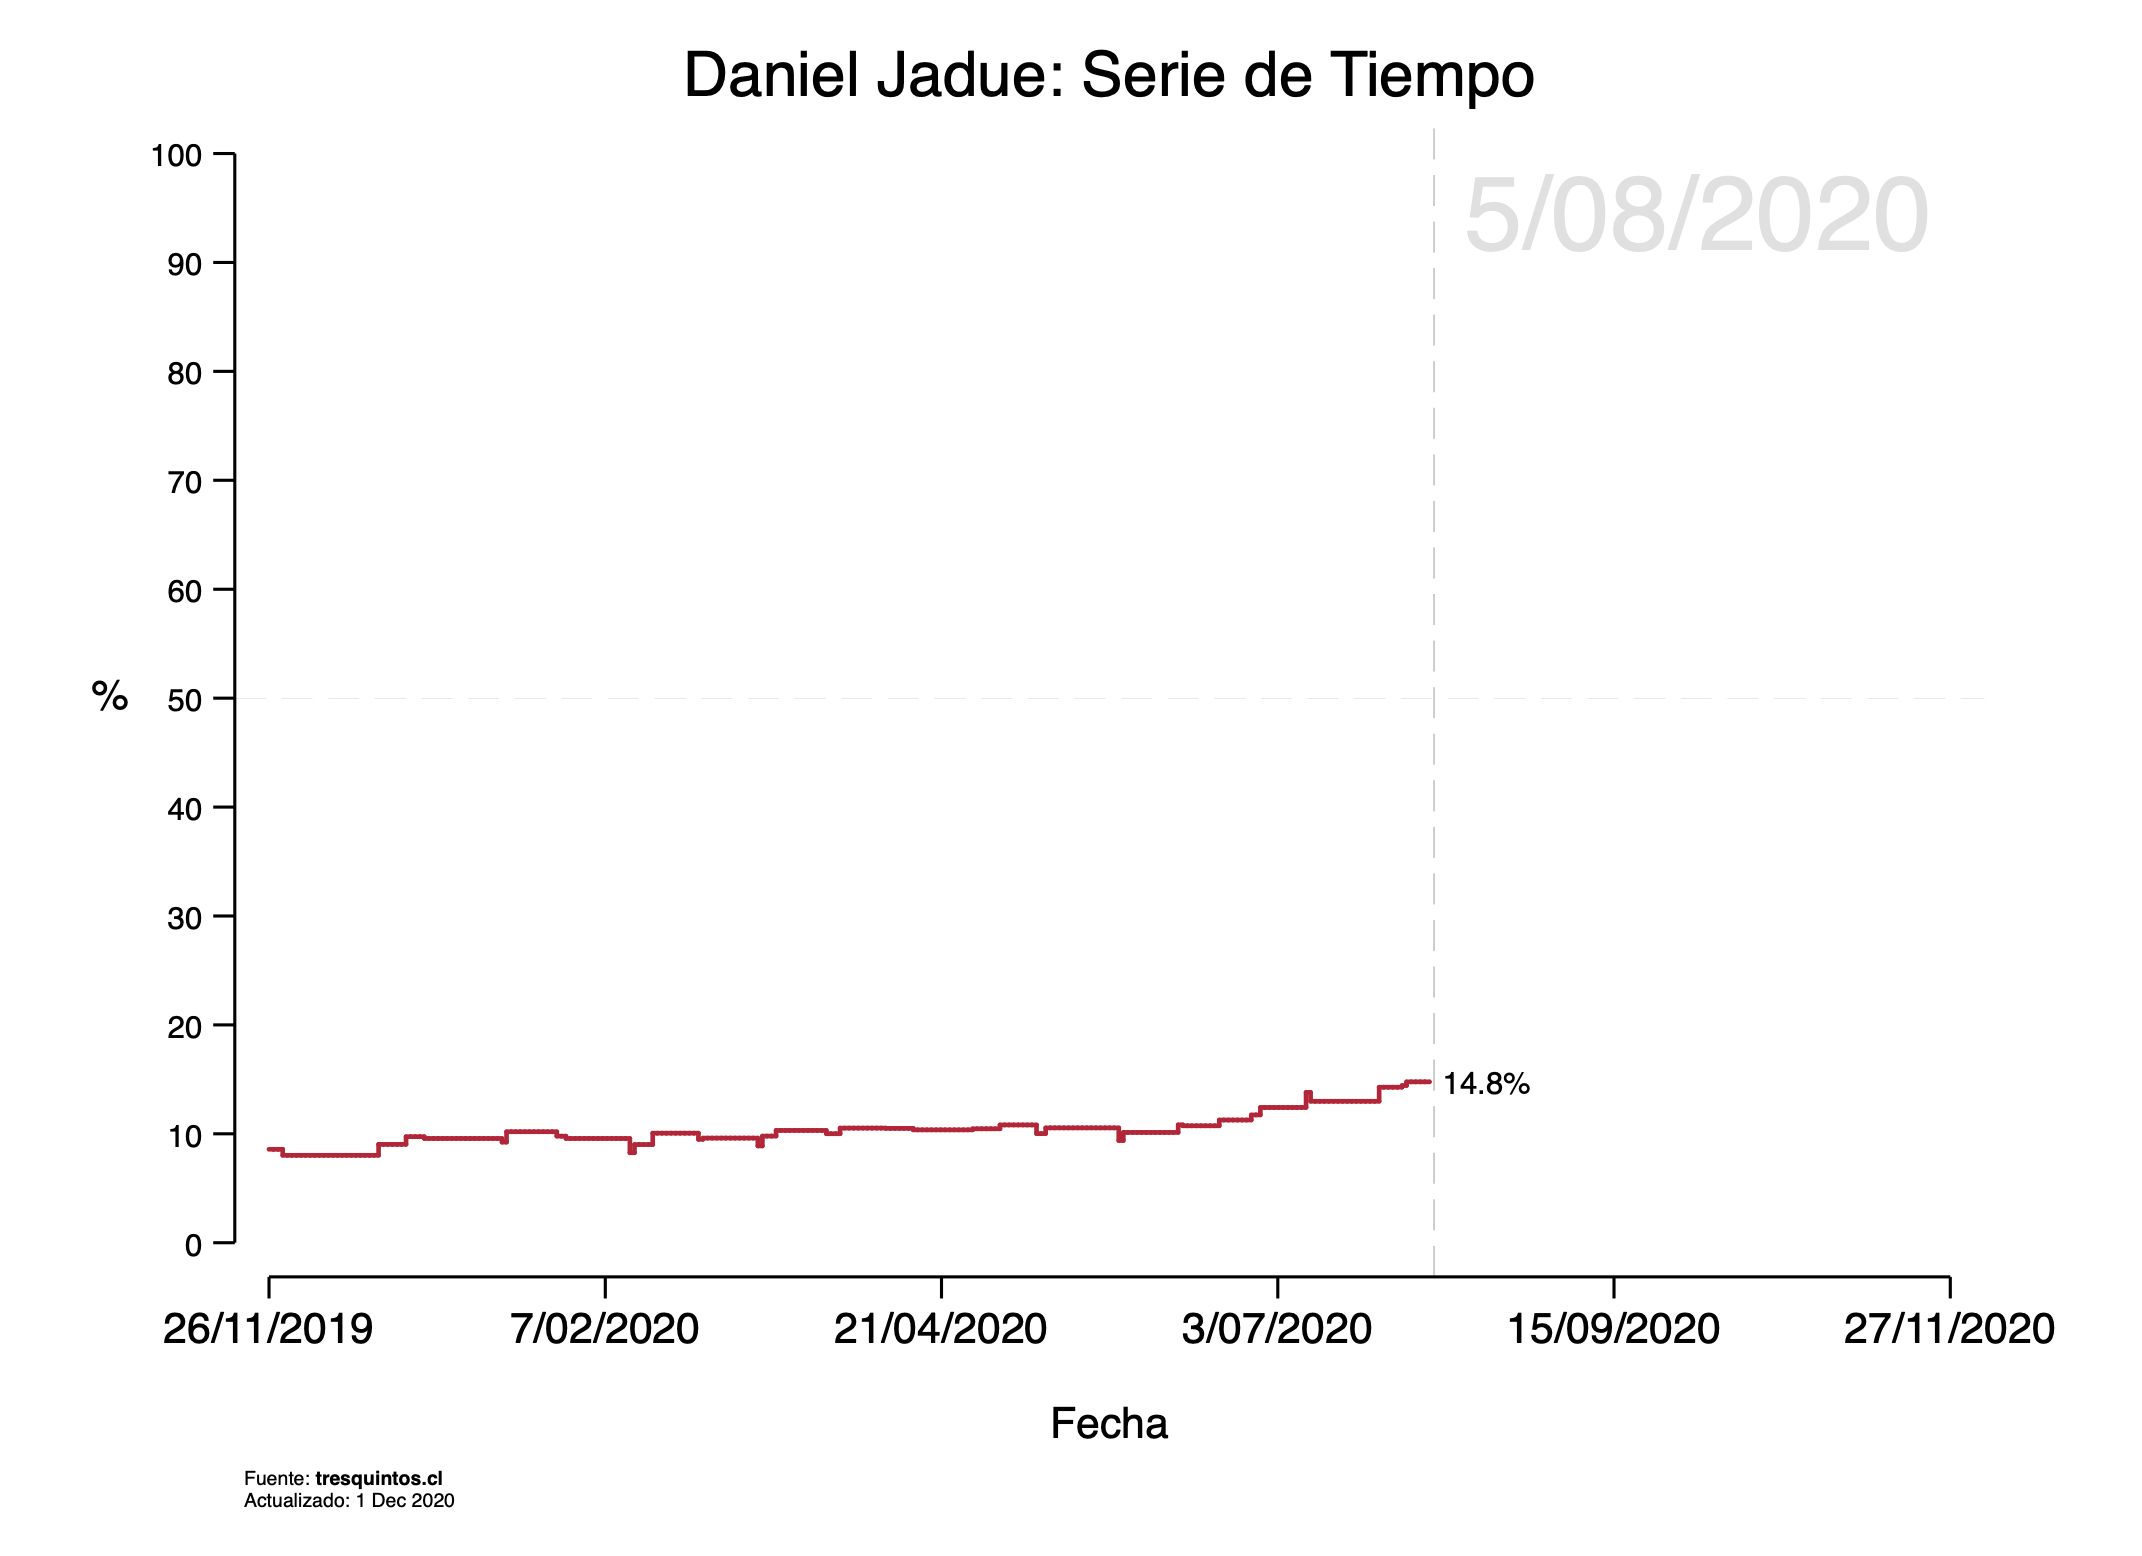 Daniel Jadue: Serie de Tiempo
5/08/2020
100
90
80
70
60
%
50
40
30
20
14.8%
10
0
26/11/2019 7/02/2020 21/04/2020 3/07/2020 15/09/2020 27/11/2020
Fecha
Fuente: tresquintos.cl
Actualizado: 1 Dec 2020